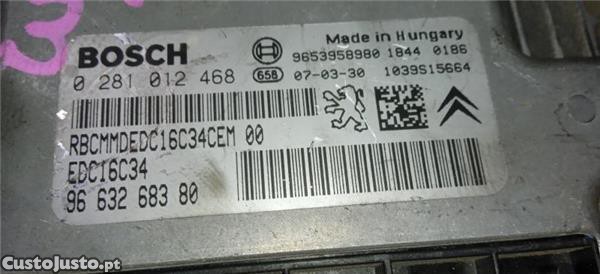 BOSCH
Made in Hungary
9653958980 1844 0186
0 281 012 468
658 07-03-30 1039S15664
RBCMMDEDC16C34CEM 00
EDC16C34
96 632 683 80
CustoJusto.pt